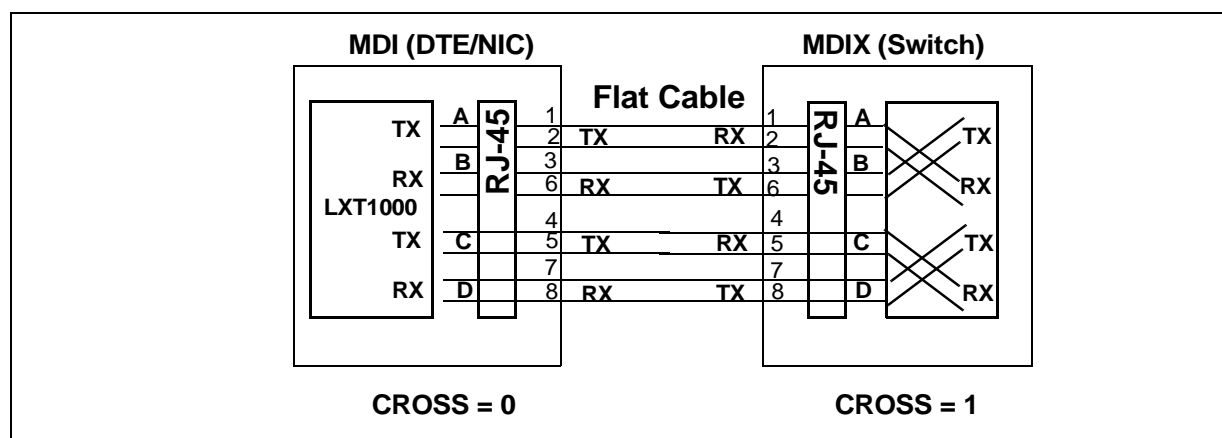 MDI (DTE/NIC)
MDIX (Switch)
Flat Cable
TX
RX
LXT1000
TX
RX
A
B
C
D
RJ-45
1
2
3
6
4
5
7
8
TX
RX
TX
RX
RX
TX
RX
TX
1
2
3
6
4
5
7
8
RJ-45
A
B
C
D
TX
RX
TX
RX
CROSS = 0
CROSS = 1